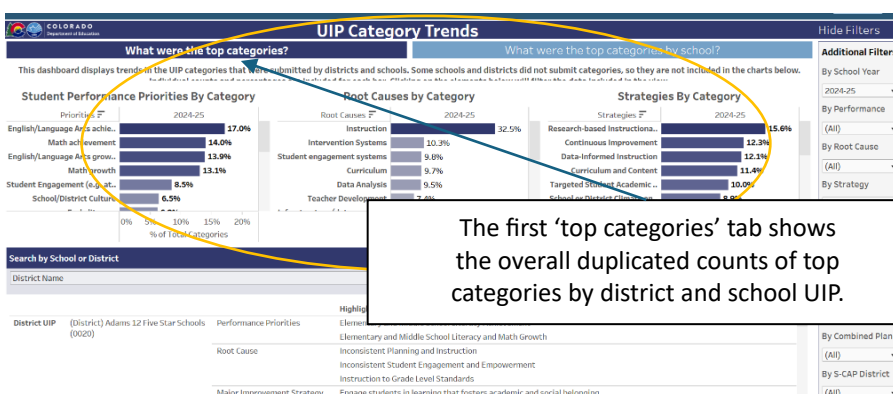 COLORADO
Department of Education
UIP Category Trends
Hide Filters
What were the top categories?
What were the top categories by school?
Additional Filters
This dashboard displays trends in the UIP categories that were submitted by districts and schools. Some schools and districts did not submit categories, so they are not included in the charts below.
By School Year
2024-25
Student Performance Priorities By Category
Priorities
2024-25
English/Language Arts achie..
17.0%
Math achievement
14.0%
English/Language Arts grow..
13.9%
Math growth
13.1%
Student Engagement (e.g. at..
8.5%
School/District Culture
6.5%
0% 5% 10% 15% 20%
% of Total Categories
Root Causes by Category
Root Causes
2024-25
Instruction
32.5%
Intervention Systems
10.3%
Student engagement systems
9.8%
Curriculum
9.7%
Data Analysis
9.5%
Teacher Development
7.4%
Strategies By Category
Strategies
2024-25
Research-based Instructiona..
15.6%
Continuous Improvement
12.3%
Data-Informed Instruction
12.1%
Curriculum and Content
11.4%
Targeted Student Academic ..
10.0%
By Performance
(All)
By Root Cause
(All)
By Strategy
The first ‘top categories’ tab shows
the overall duplicated counts of top
categories by district and school UIP.
Search by School or District
District Name
District UIP
(District) Adams 12 Five Star Schools
(0020)
Performance Priorities
Elementary and Middle School Literacy and Math Growth
Root Cause
Inconsistent Planning and Instruction
Inconsistent Student Engagement and Empowerment
Instruction to Grade Level Standards
Major Improvement Strategy
Engage students in learning that fosters academic and social belonging
By Combined Plan
(All)
By S-CAP District
(All)